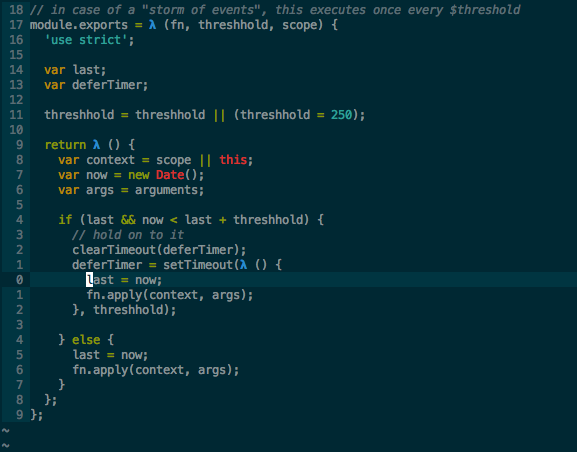 18 // in case of a "storm of events", this executes once every $threshold
17 module.exports = λ (fn, threshhold, scope) {
16   'use strict';
15
14   var last;
13   var deferTimer;
12
11   threshhold = threshhold || (threshhold = 250);
10
9   return λ () {
8     var context = scope || this;
7     var now = new Date();
6     var args = arguments;
5
4     if (last && now < last + threshhold) {
3       // hold on to it
2       clearTimeout(deferTimer);
1       deferTimer = setTimeout(λ () {
0         last = now;
1         fn.apply(context, args);
2       }, threshhold);
3
4     } else {
5       last = now;
6       fn.apply(context, args);
7     }
8   };
9 };
~
~